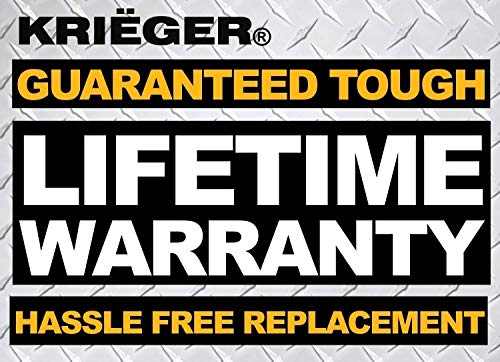 KRIËGER®
GUARANTEED TOUGH
LIFETIME
WARRANTY
HASSLE FREE REPLACEMENT